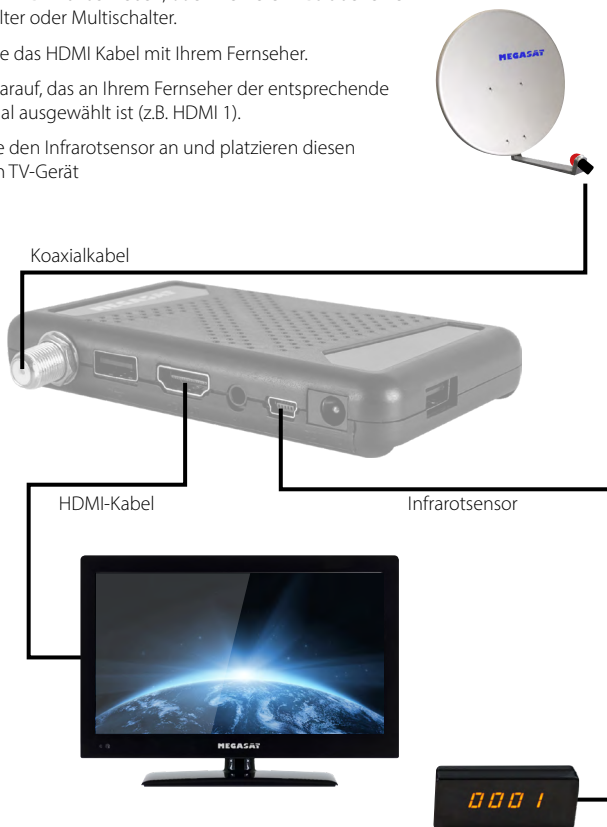 lter oder Multischalter.
e das HDMI Kabel mit Ihrem Fernseher.
arauf, das an Ihrem Fernseher der entsprechende
al ausgewählt ist (z.B. HDMI 1).
e den Infrarotsensor an und platzieren diesen
TV-Gerät
MEGASAT
Koaxialkabel
MEGASAT
HDMI-Kabel
Infrarotsensor
MEGASAT
0001